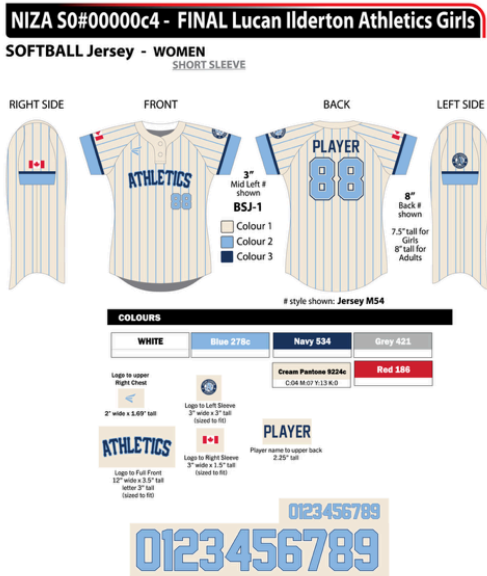 NIZA S0#00000c4 - FINAL Lucan Ilderton Athletics Girls
SOFTBALL Jersey - WOMEN
SHORT SLEEVE
RIGHT SIDE
FRONT
BACK
LEFT SIDE
ATHLETICS
88
3"
Mid Left #
shown
BSJ-1
Colour 1
Colour 2
Colour 3
PLAYER
88
8"
Back #
shown
7.5" tall for
Girls
8" tall for
Adults
# style shown: Jersey M54
COLOURS
WHITE
Blue 278c
Navy 534
Grey 421
Cream Pantone 9224c
C:04 M:07 Y:13 K:0
Red 186
Logo to upper
Right Chest
2" wide x 1.69" tall
Logo to Left Sleeve
3" wide x 3" tall
(sized to fit)
ATHLETICS
Logo to Full Front
12" wide x 3.5" tall
letter 3" tall
(sized to fit)
Logo to Right Sleeve
3" wide x 1.5" tall
(sized to fit)
PLAYER
Player name to upper back
2.25" tall
0123456789
0123456789